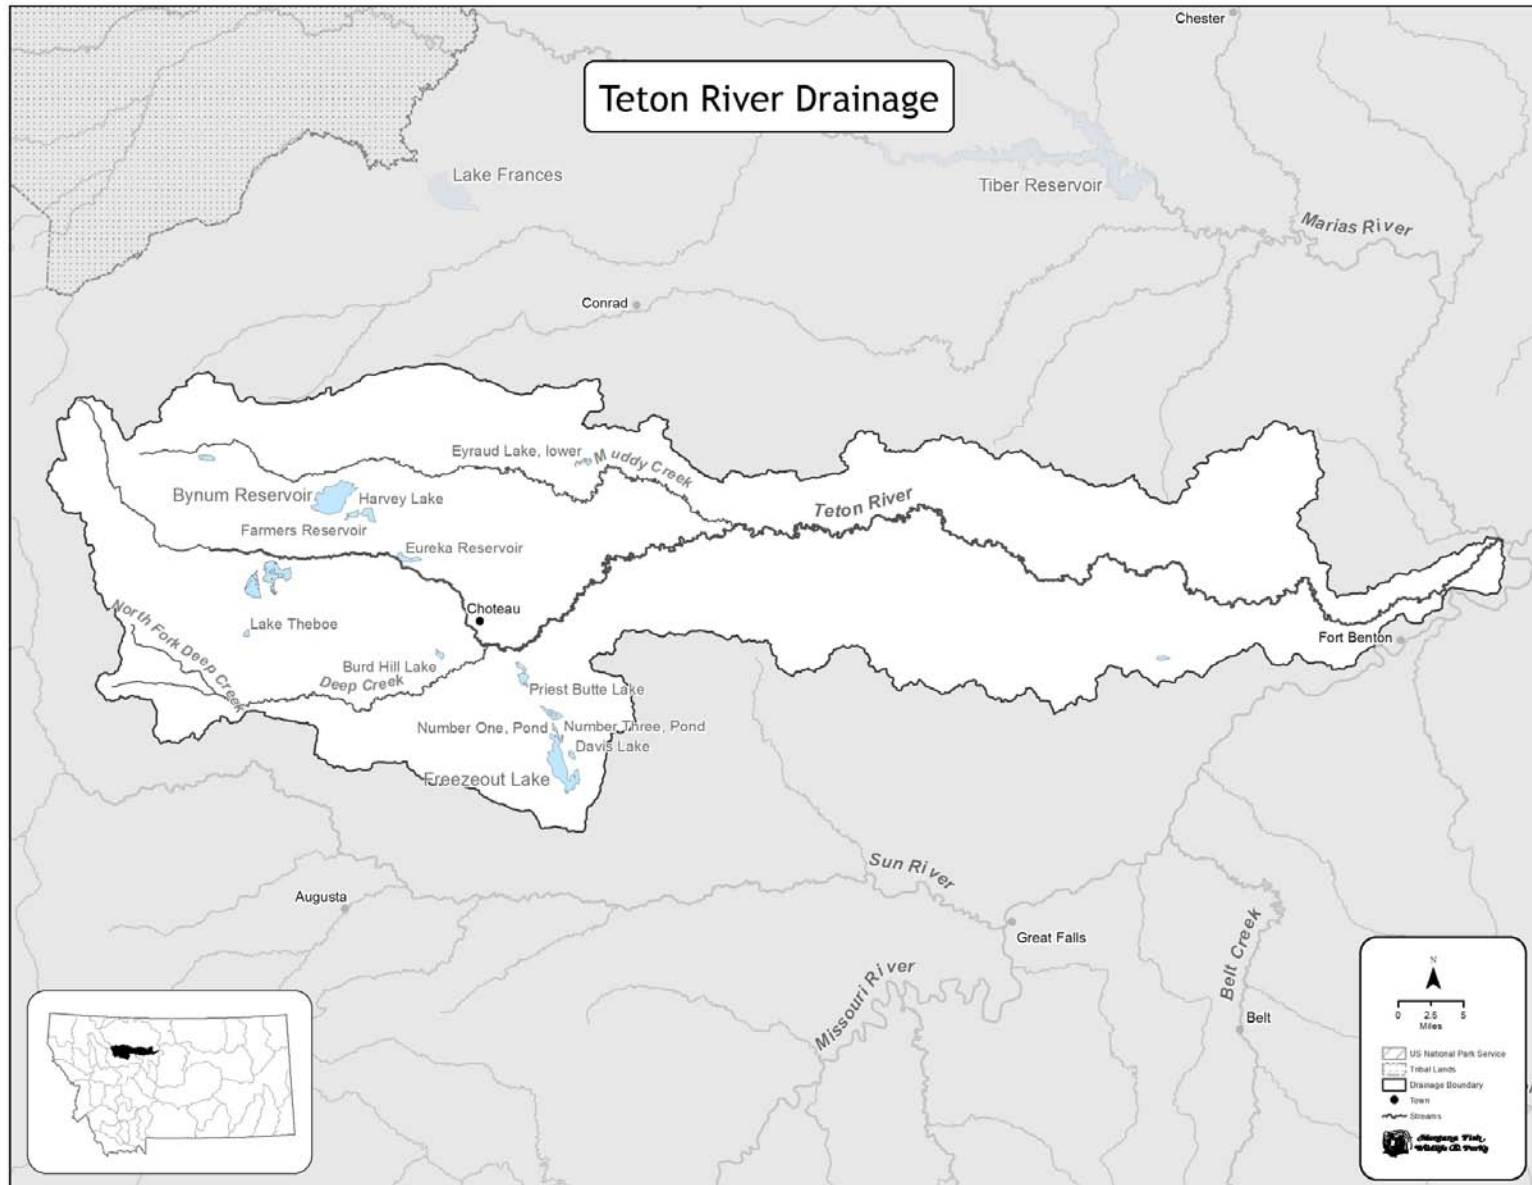 Chester
Teton River Drainage
Lake Frances
Tiber Reservoir
Marias River
Conrad
Eyraud Lake, lower
Muddy Creek
Bynum Reservoir
Harvey Lake
Teton River
Farmers Reservoir
Eureka Reservoir
Choteau
North Fork Deep Creek
Lake Theboe
Fort Benton
Burd Hill Lake
Deep Creek
Priest Butte Lake
Number One, Pond
Number Three, Pond
Davis Lake
Freezeout Lake
Sun River
Augusta
Great Falls
Belt Creek
Missouri River
Belt
N
0 2.5 5
Miles
US National Park Service
Tribal Lands
Drainage Boundary
Town
Streams
Montana Fish,
Wildlife & Parks